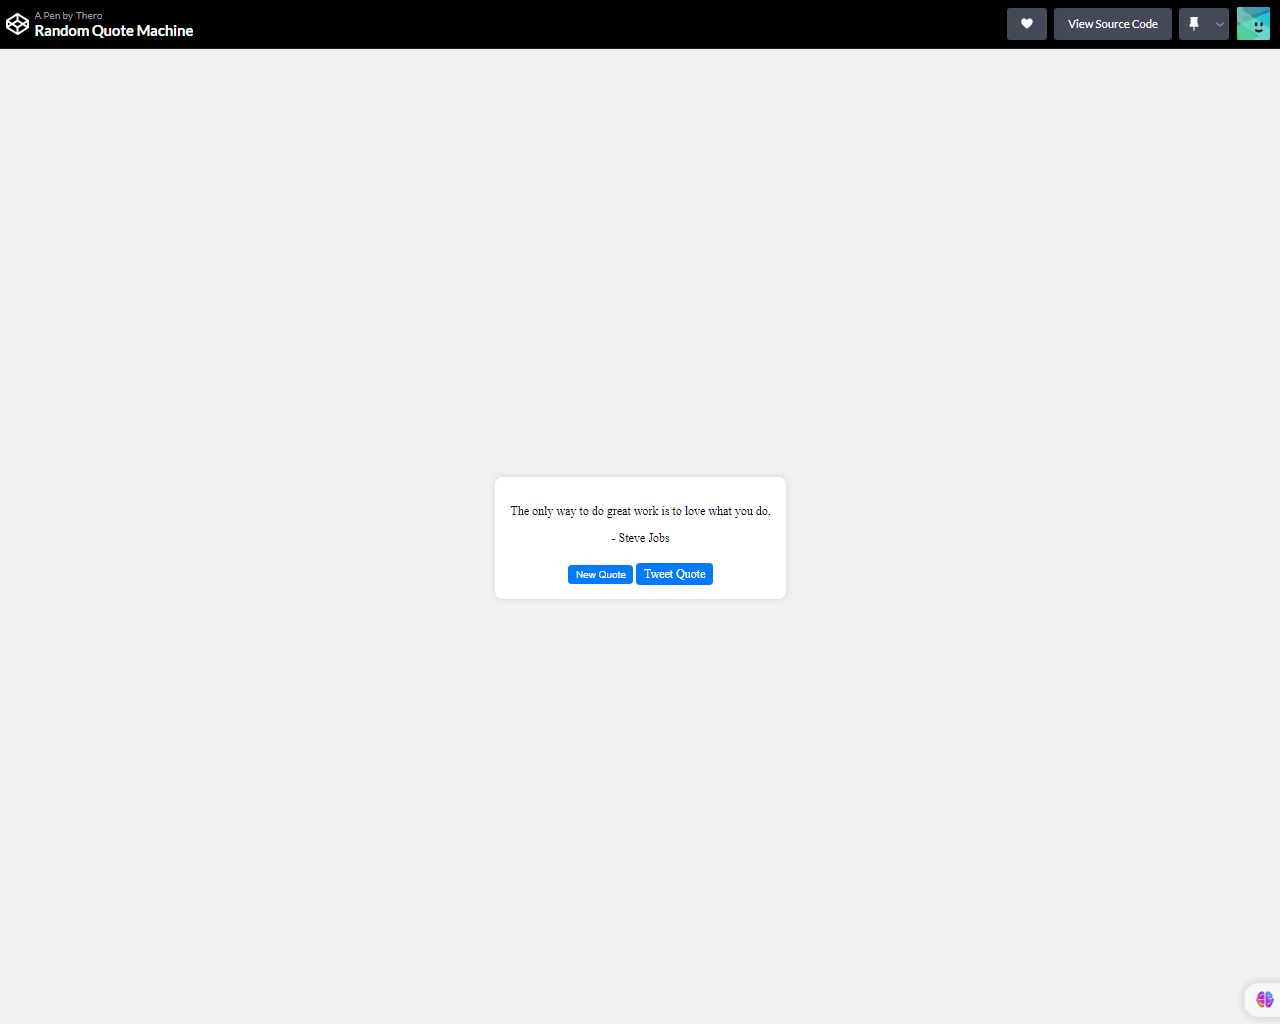 A Pen by Thero
Random Quote Machine
View Source Code
The only way to do great work is to love what you do.
- Steve Jobs
New Quote
Tweet Quote